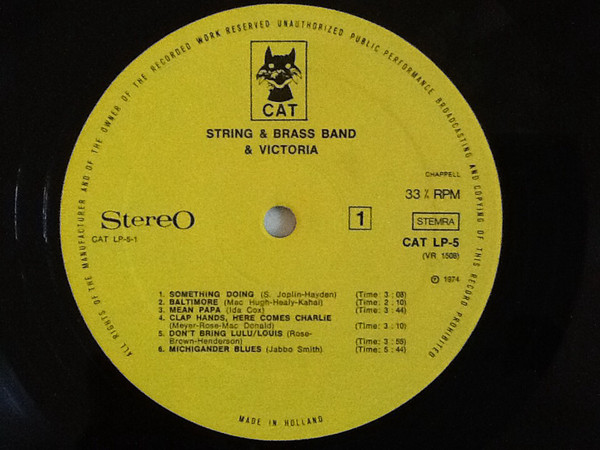 ALL RIGHTS OF THE MANUFACTURER AND OF THE OWNER OF THE RECORDED WORK RESERVED UNAUTHORIZED PUBLIC PERFORMANCE BROADCASTING AND COPYING OF THIS RECORD PROHIBITED
CAT
STRING & BRASS BAND
& VICTORIA
CHAPPELL
33 ⅓ RPM
StereO
1
STEMRA
CAT LP-5-1
CAT LP-5
(VR 1508)
℗ 1974
1. SOMETHING DOING (S. Joplin-Hayden) (Time: 3 : 03)
2. BALTIMORE (Mac Hugh-Healy-Kahal) (Time: 2 : 10)
3. MEAN PAPA (Ida Cox) (Time: 3 : 44)
4. CLAP HANDS, HERE COMES CHARLIE
(Meyer-Rose-Mac Donald) (Time: 3 : 10)
5. DON'T BRING LULU/LOUIS (Rose-
Brown-Henderson) (Time: 3 : 55)
6. MICHIGANDER BLUES (Jabbo Smith) (Time: 5 : 44)
MADE IN HOLLAND